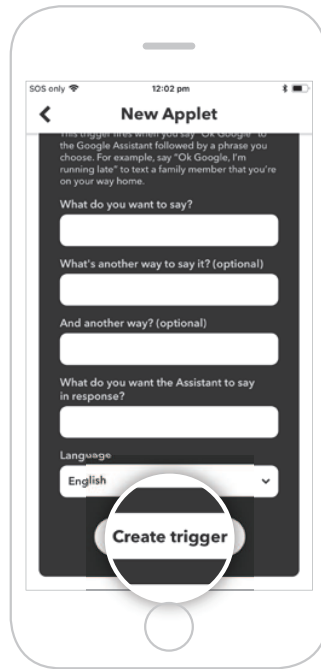 SOS only 12:02 pm
New Applet
This trigger fires when you say "Ok Google" to
the Google Assistant followed by a phrase you
choose. For example, say "Ok Google, I'm
running late" to text a family member that you're
on your way home.
What do you want to say?
What's another way to say it? (optional)
And another way? (optional)
What do you want the Assistant to say
in response?
Language
English
Create trigger